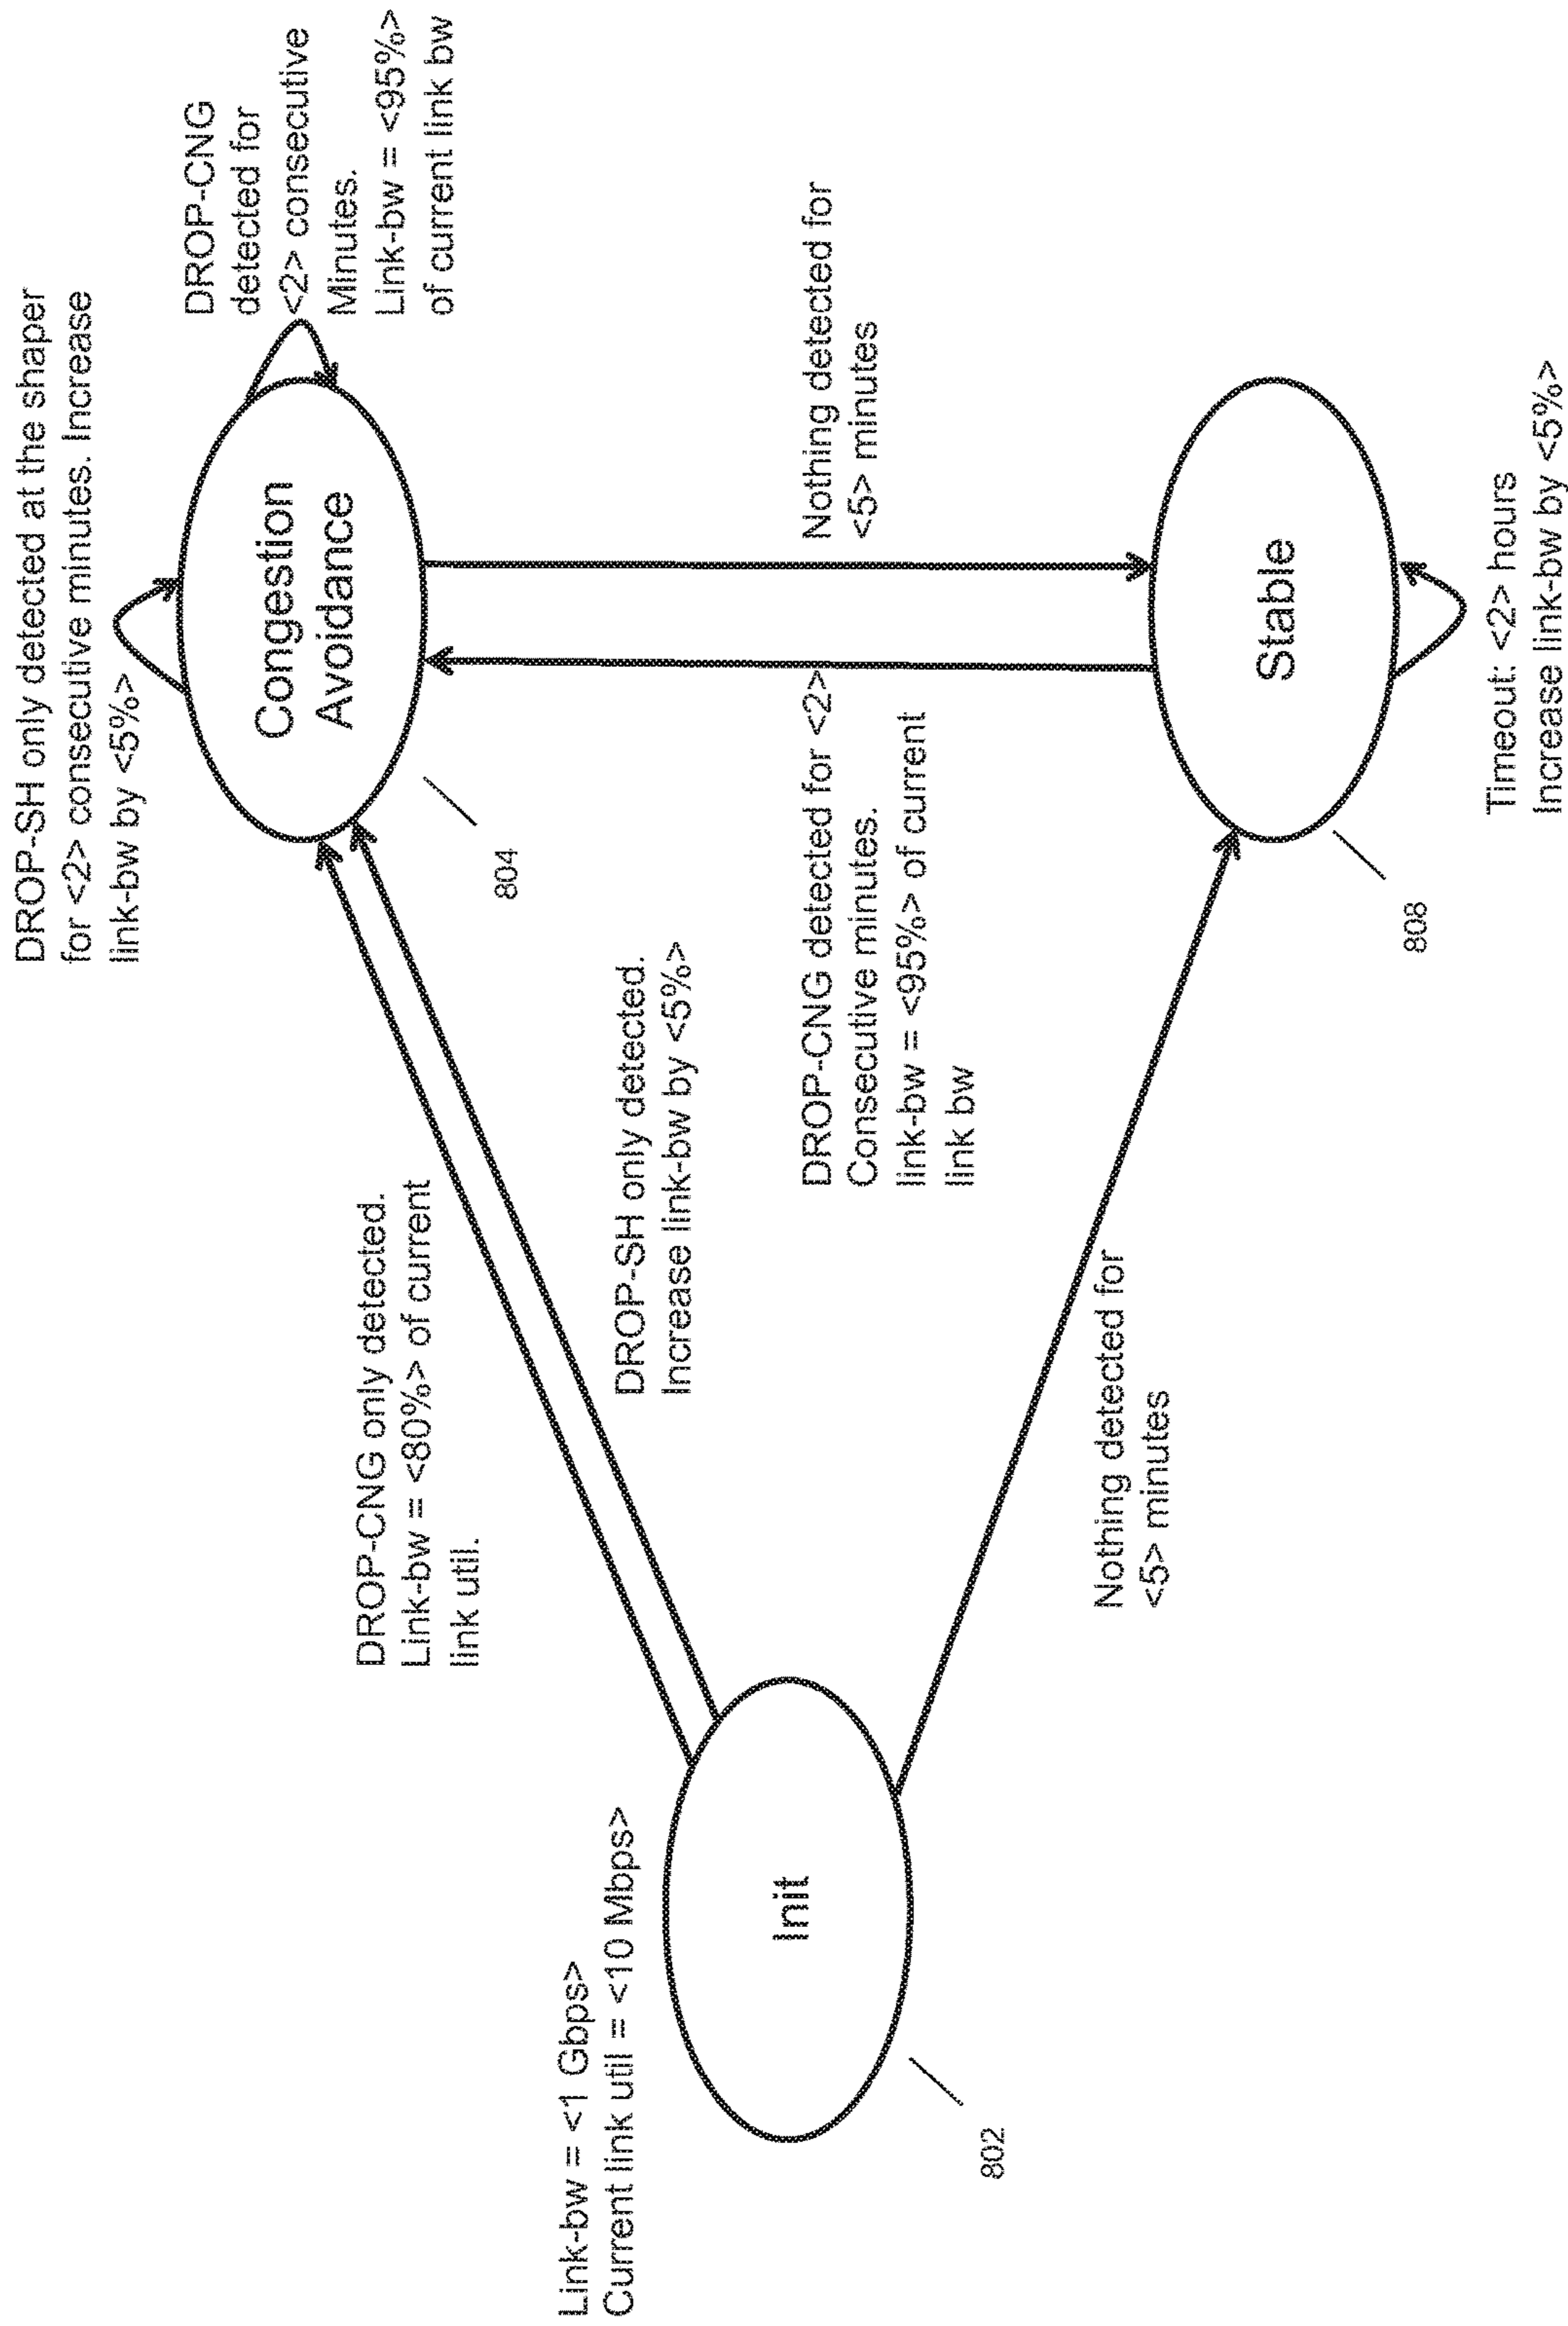 DROP-SH only detected at the shaper
for <2> consecutive minutes. Increase
link-bw by <5%>
DROP-CNG
detected for
<2> consecutive
Minutes.
Link-bw = <95%>
of current link bw
Congestion
Avoidance
804
DROP-CNG only detected.
Link-bw = <80%> of current
link util.
DROP-SH only detected.
Increase link-bw by <5%>
Link-bw = <1 Gbps>
Current link util = <10 Mbps>
Init
802
DROP-CNG detected for <2>
Consecutive minutes.
link-bw = <95%> of current
link bw
Nothing detected for
<5> minutes
Nothing detected for
<5> minutes
Stable
808
Timeout: <2> hours
Increase link-bw by <5%>